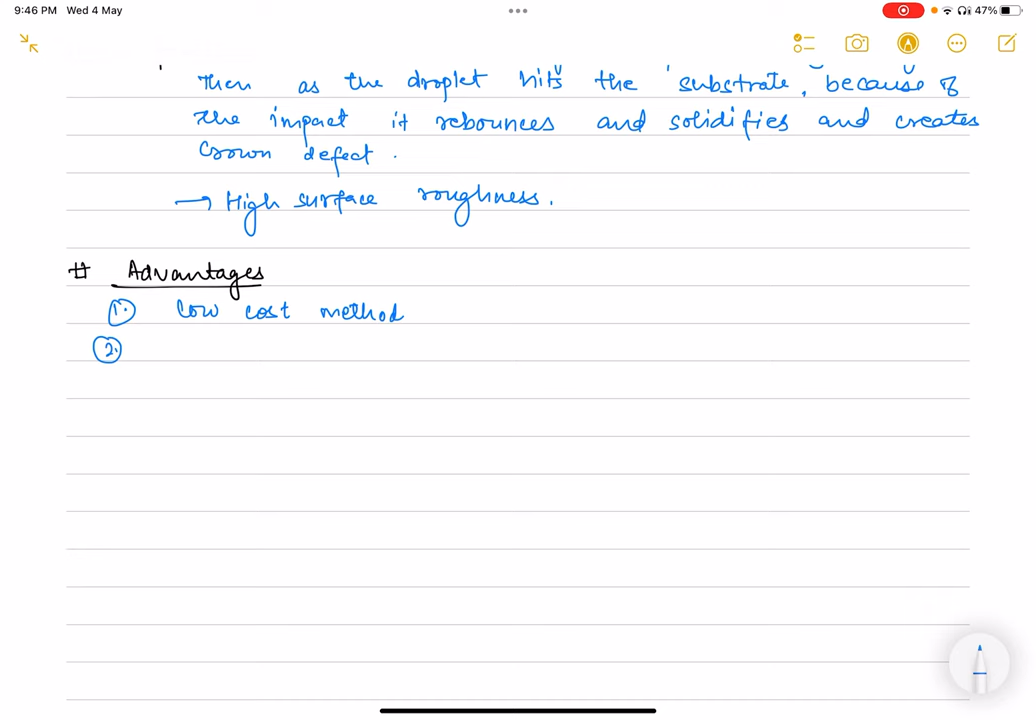 9:46 PM Wed 4 May
47%
Then as the droplet hits the substrate, because of
the impact it rebounces and solidifies and creates
Crown defect.
→ High surface roughness.
# Advantages
1. Low cost method
2.